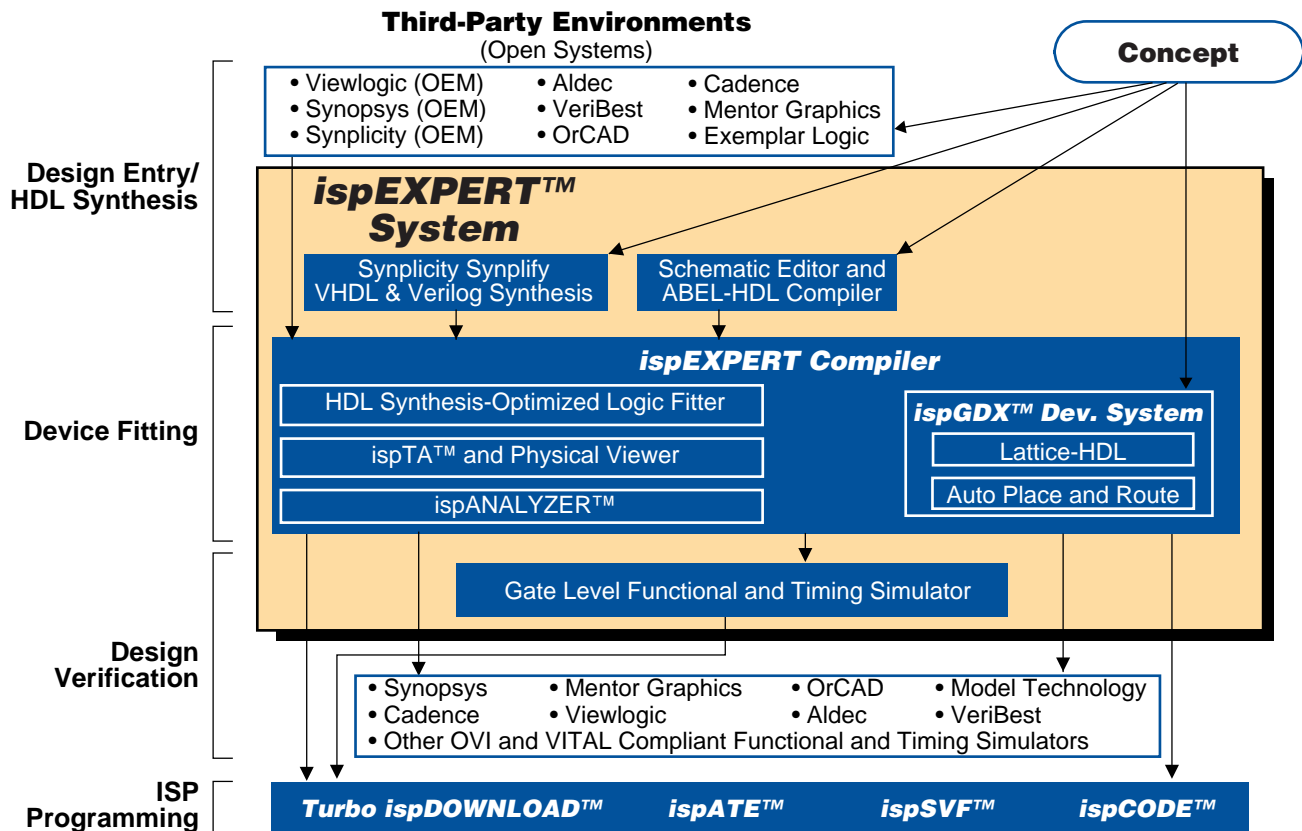 Third-Party Environments
(Open Systems)
Concept
• Viewlogic (OEM)
• Synopsys (OEM)
• Synplicity (OEM)
• Aldec
• VeriBest
• OrCAD
• Cadence
• Mentor Graphics
• Exemplar Logic
Design Entry/
HDL Synthesis
ispEXPERT™
System
Synplicity Synplify
VHDL & Verilog Synthesis
Schematic Editor and
ABEL-HDL Compiler
Device Fitting
ispEXPERT Compiler
HDL Synthesis-Optimized Logic Fitter
ispTA™ and Physical Viewer
ispANALYZER™
ispGDX™ Dev. System
Lattice-HDL
Auto Place and Route
Gate Level Functional and Timing Simulator
Design
Verification
• Synopsys
• Mentor Graphics
• OrCAD
• Model Technology
• Cadence
• Viewlogic
• Aldec
• VeriBest
• Other OVI and VITAL Compliant Functional and Timing Simulators
ISP
Programming
Turbo ispDOWNLOAD™
ispATE™
ispSVF™
ispCODE™